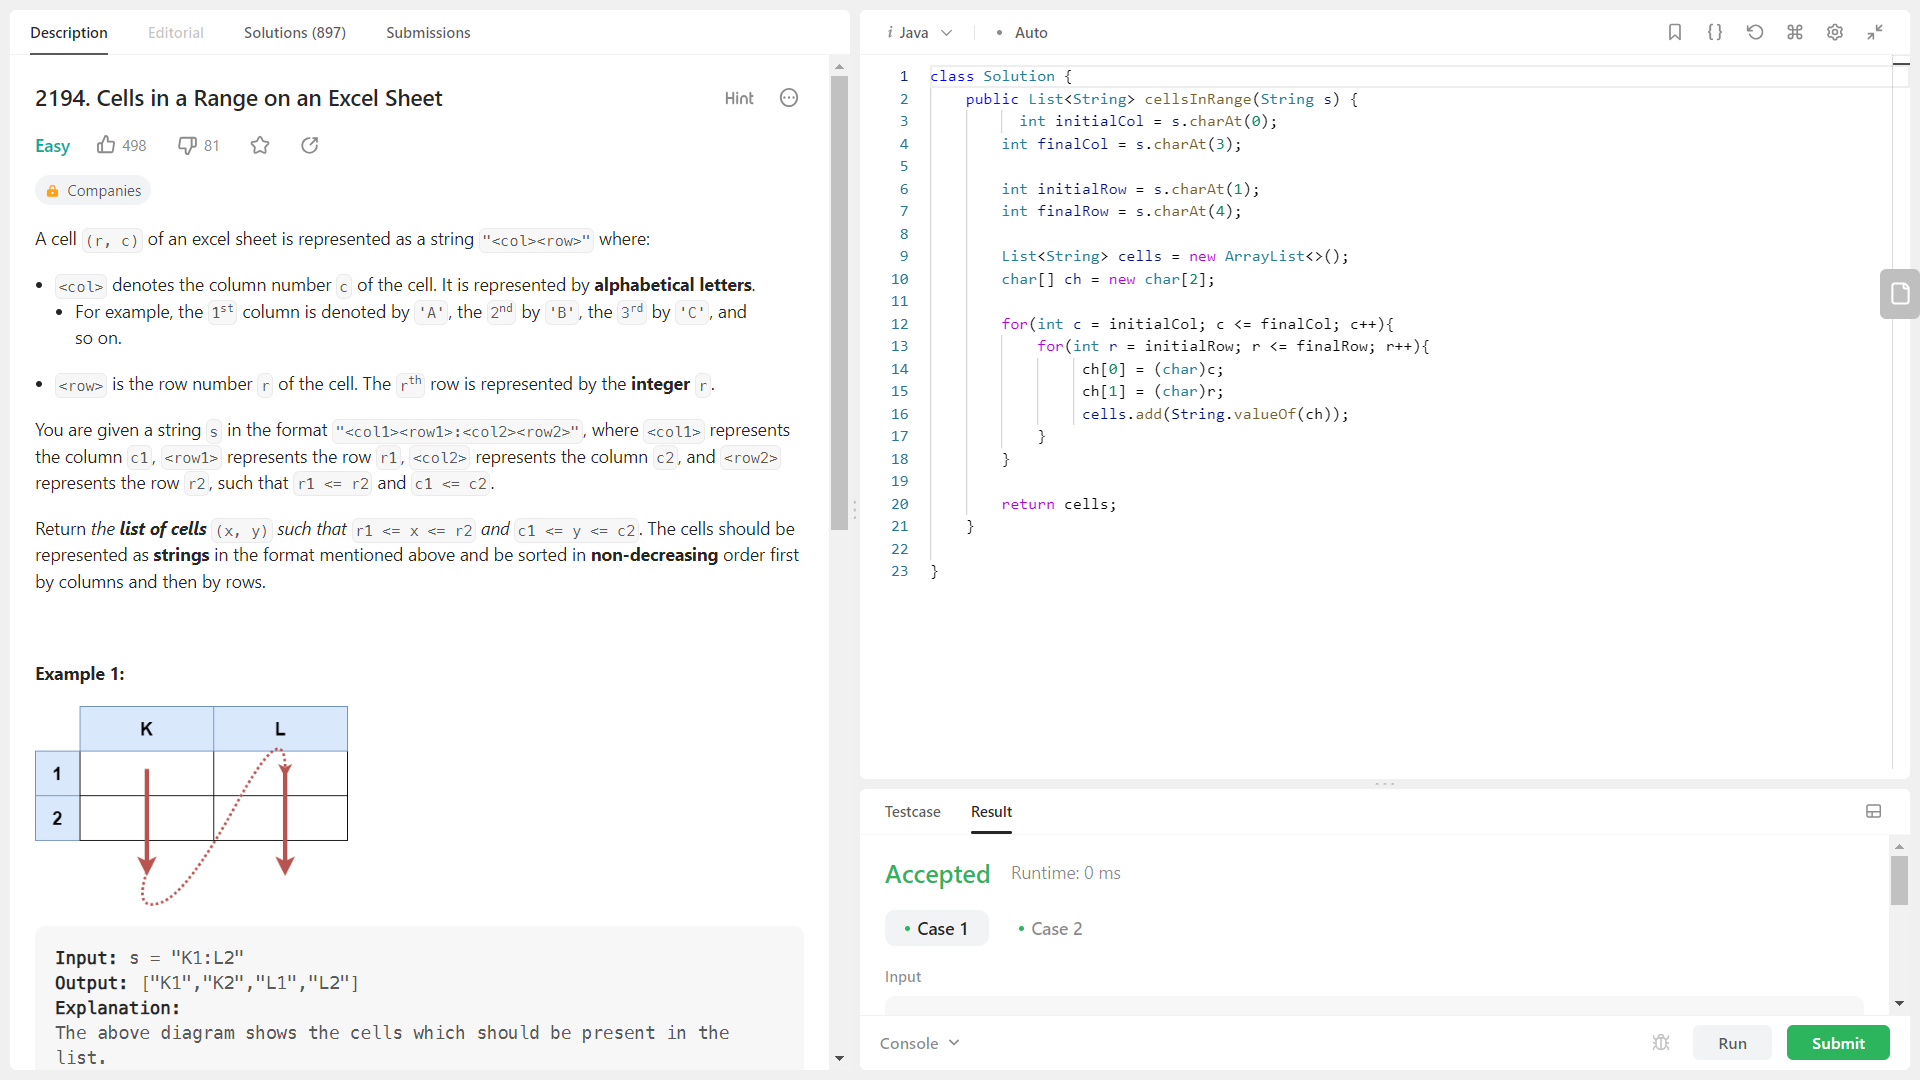 Description
Editorial
Solutions (897)
Submissions
2194. Cells in a Range on an Excel Sheet
Hint
Easy
498
81
Companies
A cell (r, c) of an excel sheet is represented as a string "<col><row>" where:
• <col> denotes the column number c of the cell. It is represented by alphabetical letters.
• For example, the 1st column is denoted by 'A', the 2nd by 'B', the 3rd by 'C', and
so on.
• <row> is the row number r of the cell. The rth row is represented by the integer r.
You are given a string s in the format "<col1><row1>:<col2><row2>", where <col1> represents
the column c1, <row1> represents the row r1, <col2> represents the column c2, and <row2>
represents the row r2, such that r1 <= r2 and c1 <= c2.
Return the list of cells (x, y) such that r1 <= x <= r2 and c1 <= y <= c2. The cells should be
represented as strings in the format mentioned above and be sorted in non-decreasing order first
by columns and then by rows.
Example 1:
K L
1
2
Input: s = "K1:L2"
Output: ["K1","K2","L1","L2"]
Explanation:
The above diagram shows the cells which should be present in the
list.
i Java
• Auto
1 class Solution {
2 public List<String> cellsInRange(String s) {
3 int initialCol = s.charAt(0);
4 int finalCol = s.charAt(3);
5
6 int initialRow = s.charAt(1);
7 int finalRow = s.charAt(4);
8
9 List<String> cells = new ArrayList<>();
10 char[] ch = new char[2];
11
12 for(int c = initialCol; c <= finalCol; c++){
13 for(int r = initialRow; r <= finalRow; r++){
14 ch[0] = (char)c;
15 ch[1] = (char)r;
16 cells.add(String.valueOf(ch));
17 }
18 }
19
20 return cells;
21 }
22
23 }
Testcase
Result
Accepted
Runtime: 0 ms
• Case 1
• Case 2
Input
Console
Run
Submit